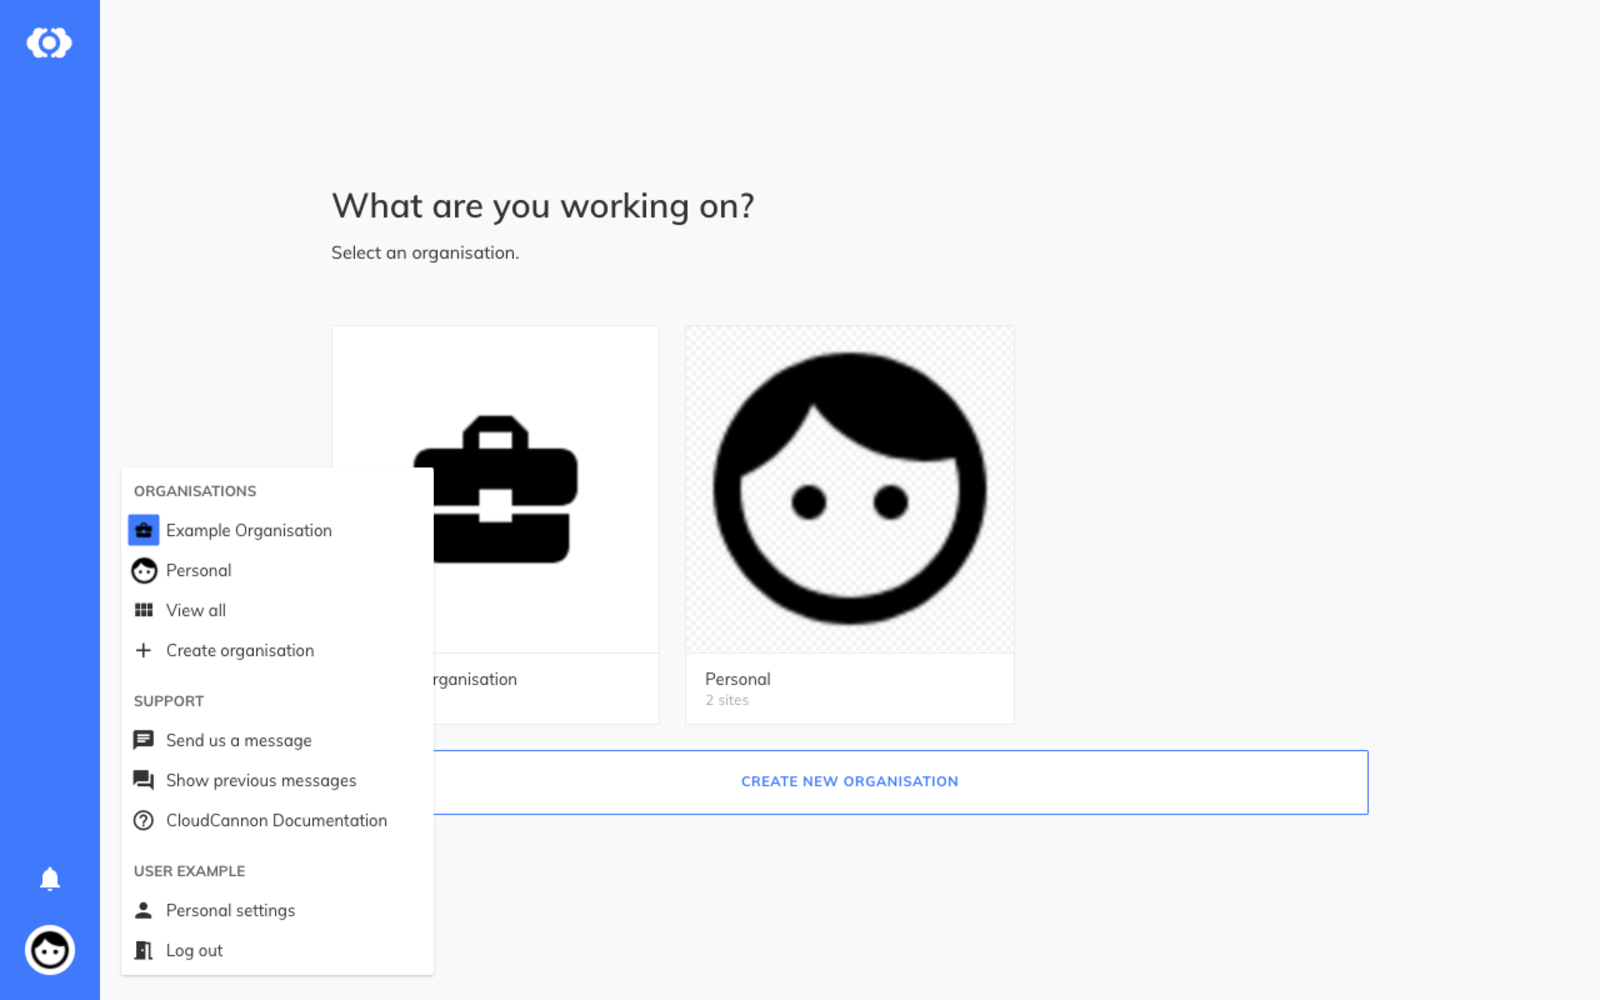 What are you working on?
Select an organisation.
rganisation
Personal
2 sites
CREATE NEW ORGANISATION
ORGANISATIONS
Example Organisation
Personal
View all
Create organisation
SUPPORT
Send us a message
Show previous messages
CloudCannon Documentation
USER EXAMPLE
Personal settings
Log out